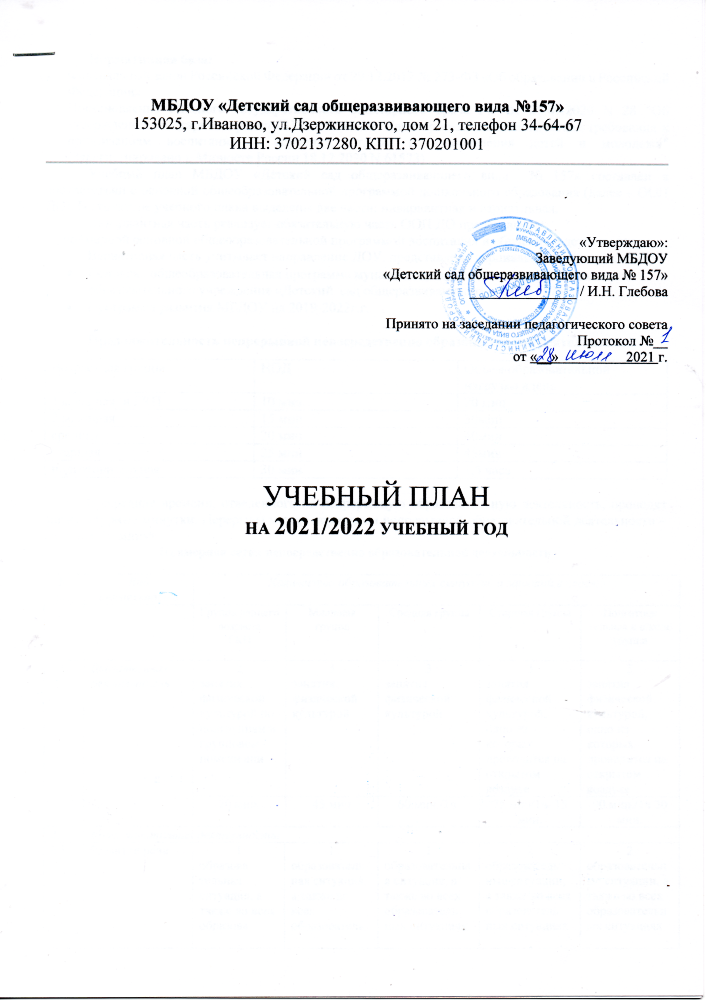 МБДОУ «Детский сад общеразвивающего вида №157»
153025, г.Иваново, ул.Дзержинского, дом 21, телефон 34-64-67
ИНН: 3702137280, КПП: 370201001
«Утверждаю»:
Заведующий МБДОУ
«Детский сад общеразвивающего вида № 157»
/ И.Н. Глебова
Принято на заседании педагогического совета
Протокол № 1
от «28» июля 2021 г.
УЧЕБНЫЙ ПЛАН
НА 2021/2022 УЧЕБНЫЙ ГОД